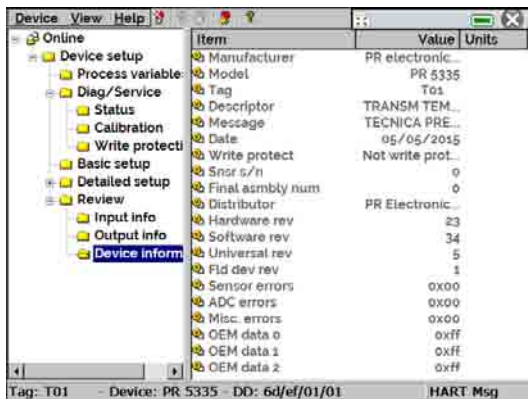 Device View Help
Online
Device setup
Process variable
Diag/Service
Status
Calibration
Write protecti
Basic setup
Detailed setup
Review
Input info
Output info
Device inform
Item Value Units
Manufacturer PR electronic...
Model PR 5335
Tag T01
Descriptor TRANSM TEM...
Message TECNICA PRE...
Date 05/05/2015
Write protect Not write prot...
Snsr s/n 0
Final asmbly num 0
Distributor PR Electronic...
Hardware rev 23
Software rev 34
Universal rev 5
Fld dev rev 1
Sensor errors 0x00
ADC errors 0x00
Misc. errors 0x00
OEM data 0 0xff
OEM data 1 0xff
OEM data 2 0xff
Tag: T01 - Device: PR 5335 - DD: 6d/ef/01/01 HART Msg